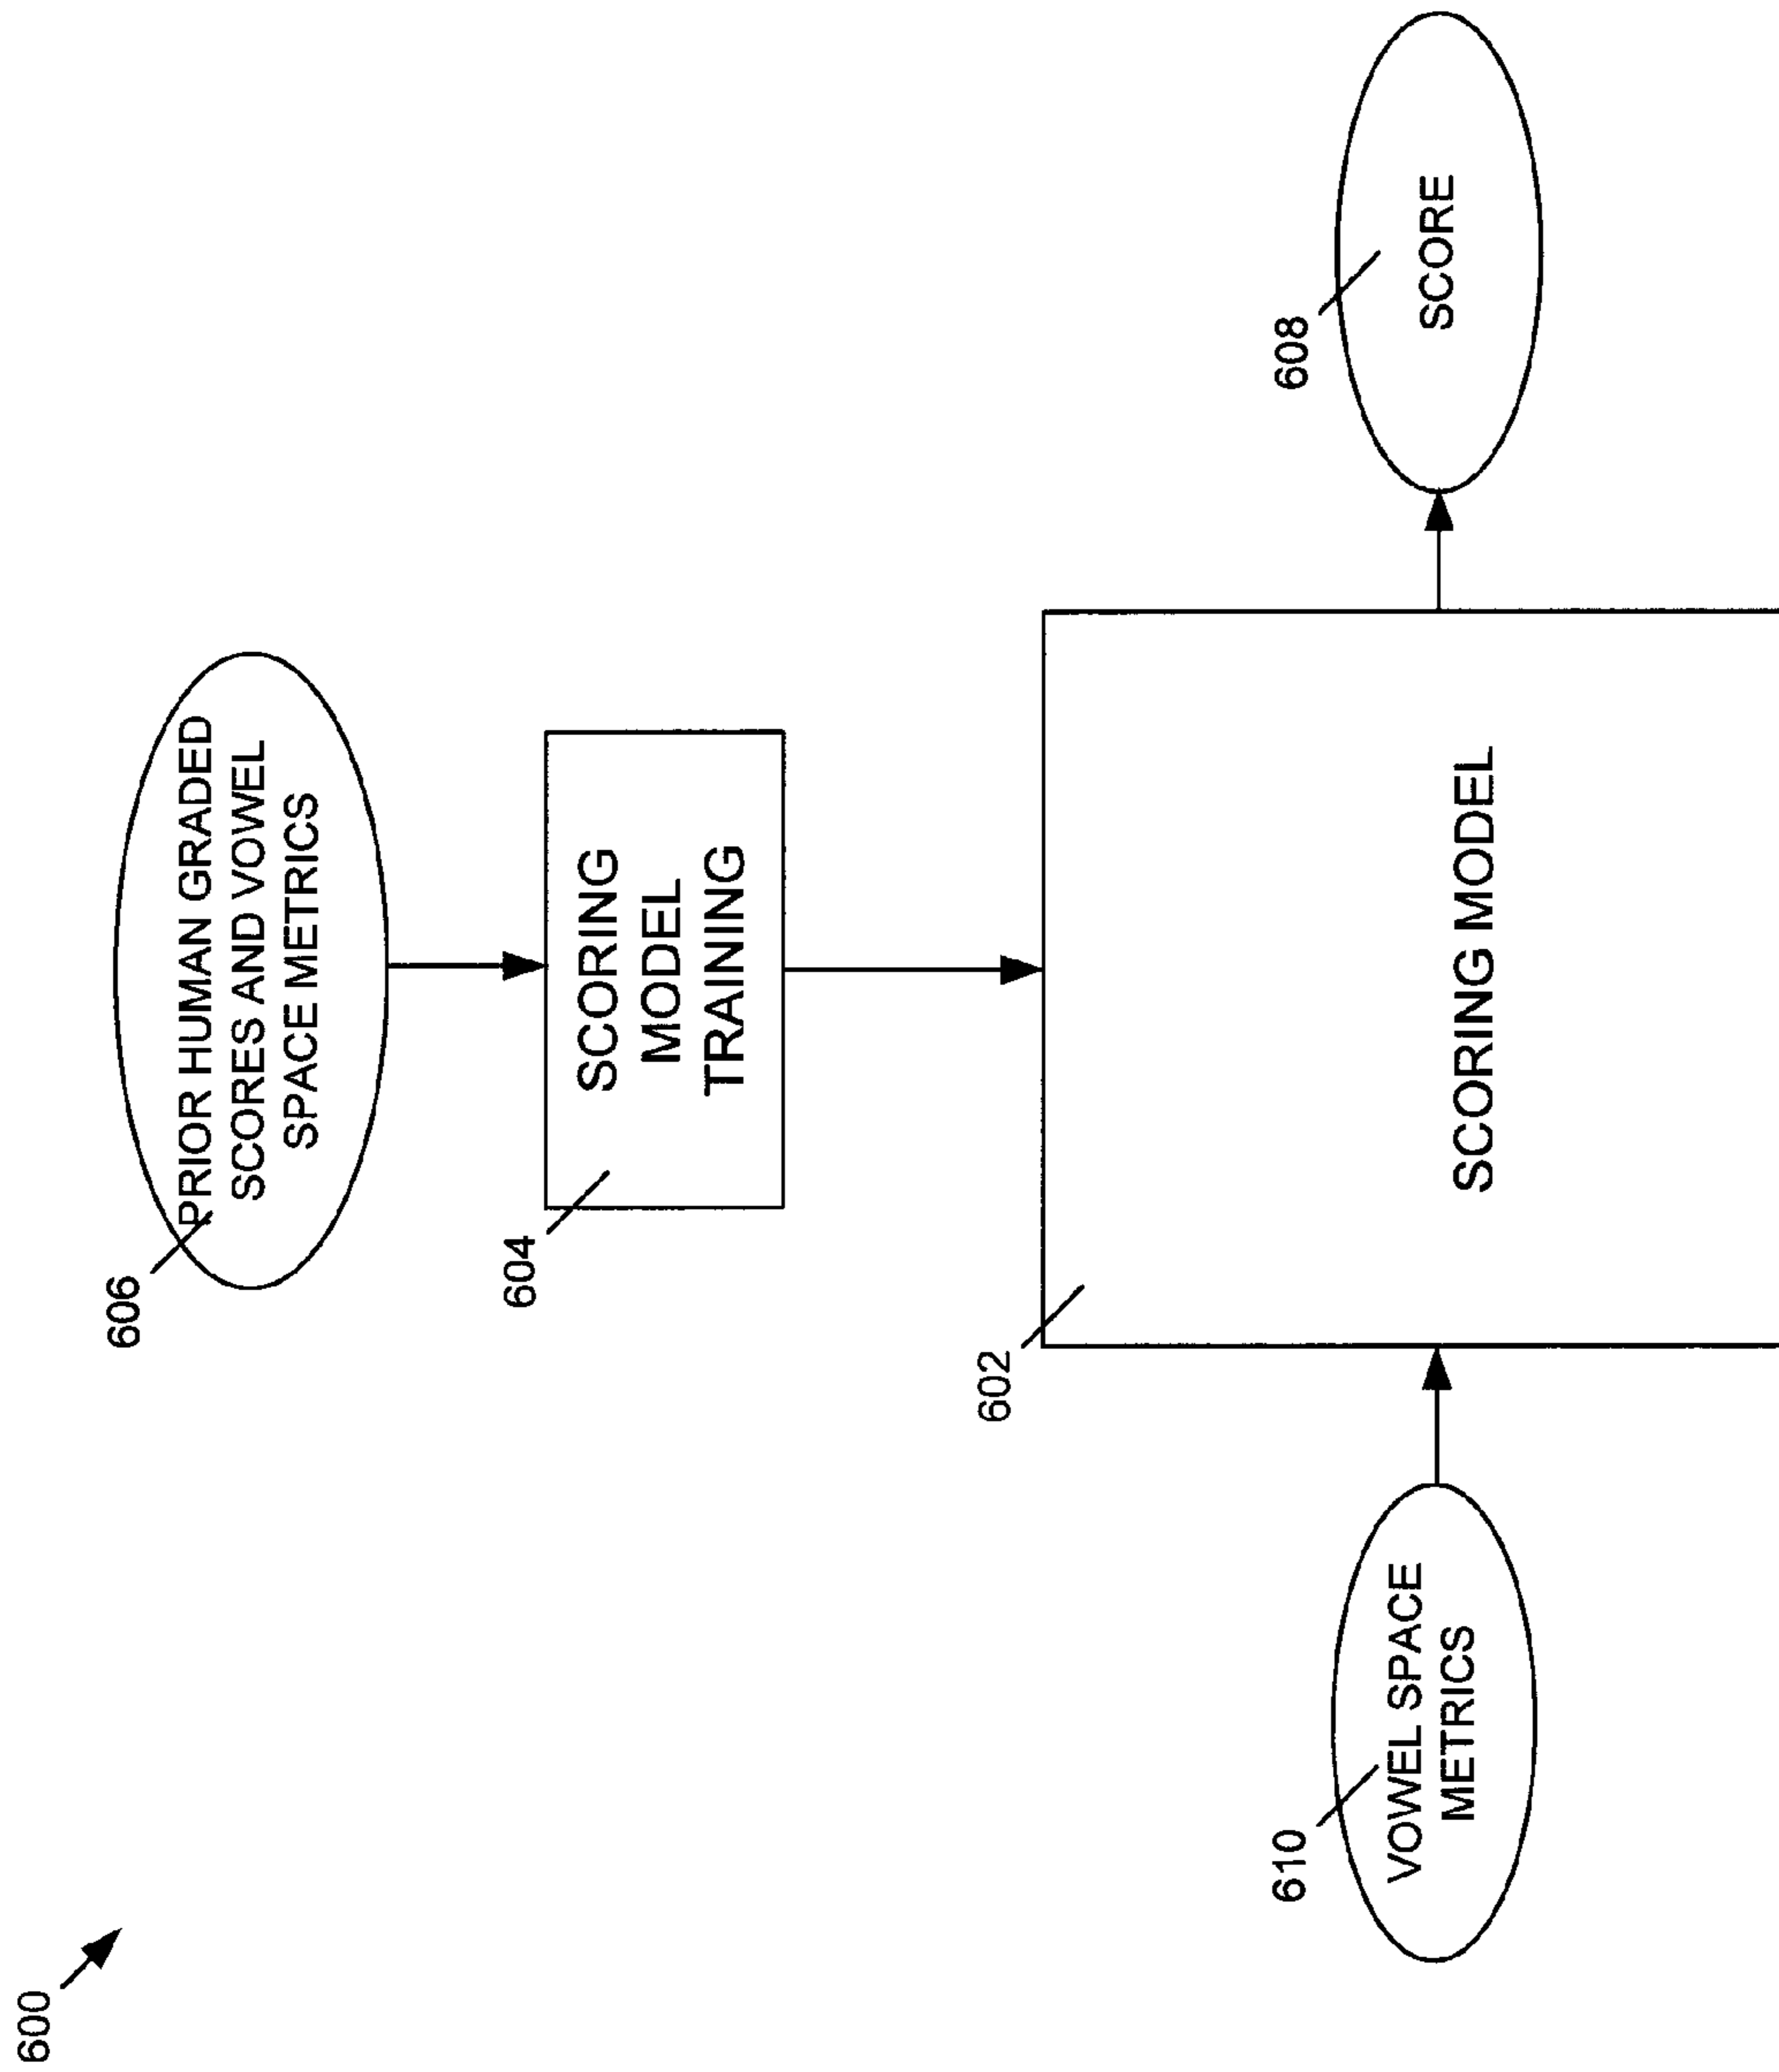 600
606
PRIOR HUMAN GRADED
SCORES AND VOWEL
SPACE METRICS
604
SCORING
MODEL
TRAINING
602
SCORING MODEL
610
VOWEL SPACE
METRICS
608
SCORE